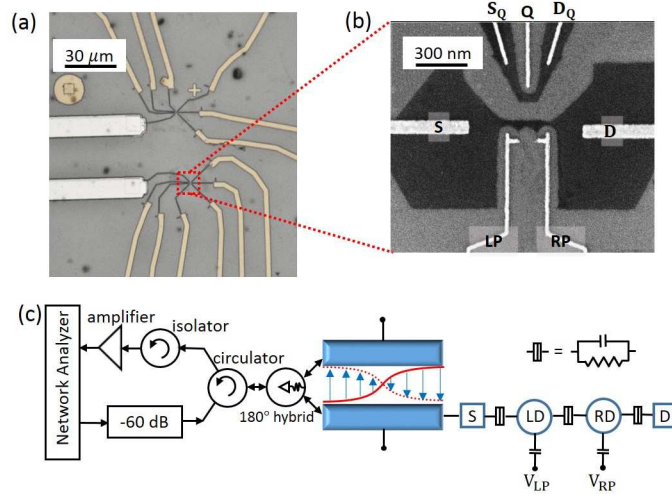 (a)
30 μm
(b)
S_Q Q D_Q
300 nm
S
D
LP
RP
(c)
Network Analyzer
amplifier
isolator
circulator
-60 dB
180° hybrid
=
S
LD
RD
D
V_LP
V_RP